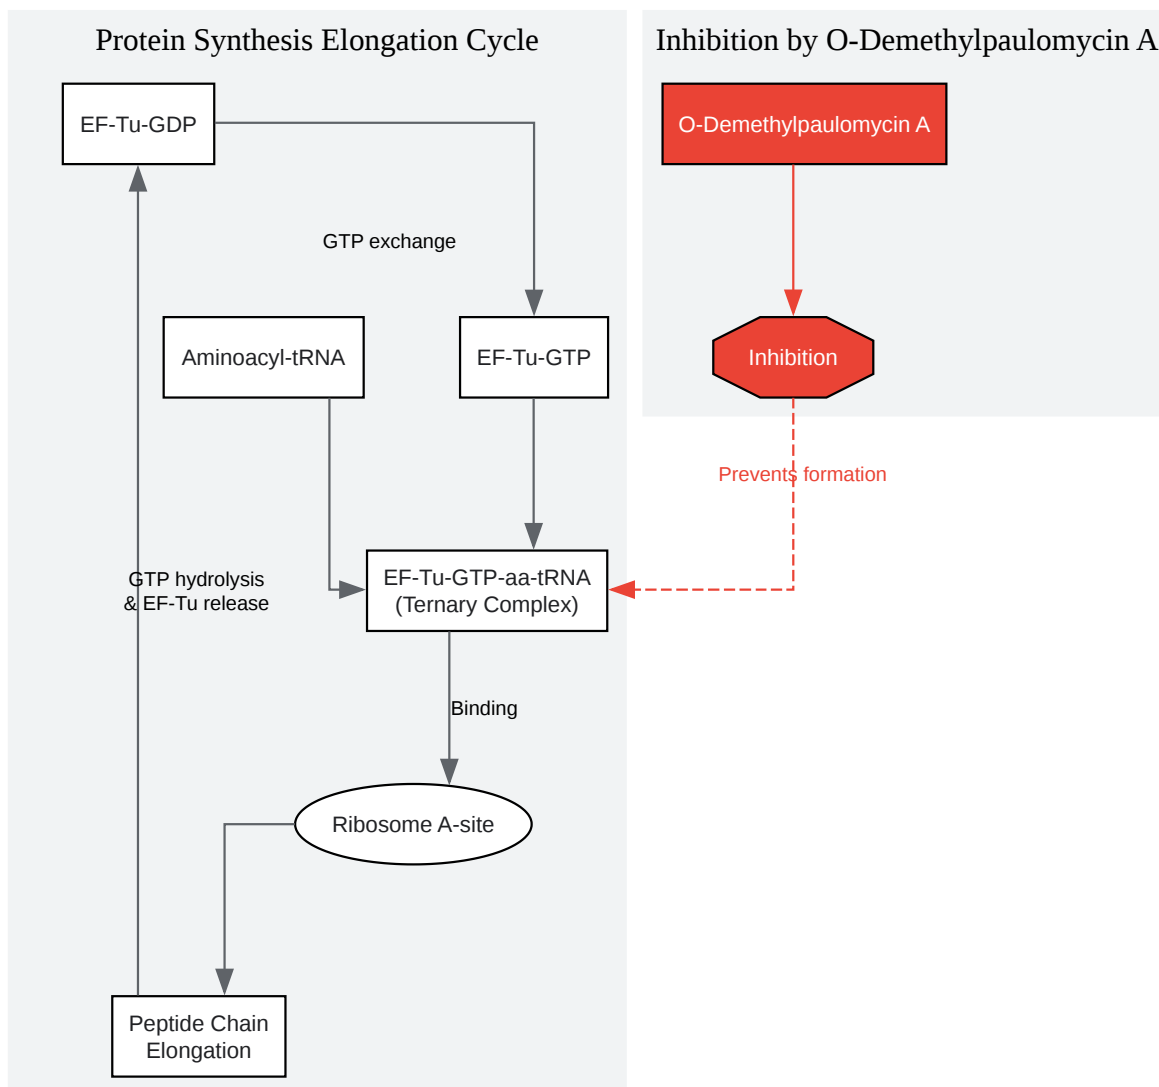 Protein Synthesis Elongation Cycle
Inhibition by O-Demethylpaulomycin A
EF-Tu-GDP
O-Demethylpaulomycin A
GTP exchange
Aminoacyl-tRNA
EF-Tu-GTP
Inhibition
Prevents formation
GTP hydrolysis
& EF-Tu release
EF-Tu-GTP-aa-tRNA
(Ternary Complex)
Binding
Ribosome A-site
Peptide Chain
Elongation